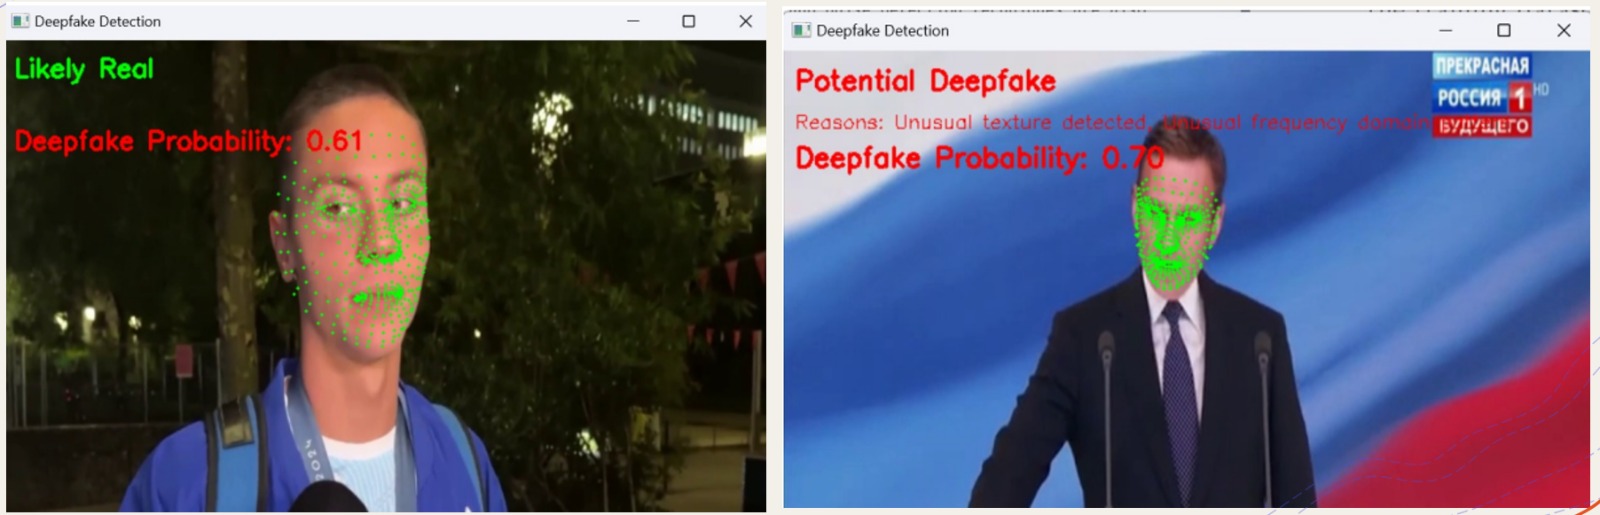 Deepfake Detection
Likely Real
Deepfake Probability: 0.61
Deepfake Detection
Potential Deepfake
Reasons: Unusual texture detected, Unusual frequency domain
Deepfake Probability: 0.70
ПРЕКРАСНАЯ
РОССИЯ 1 HD
БУДУЩЕГО